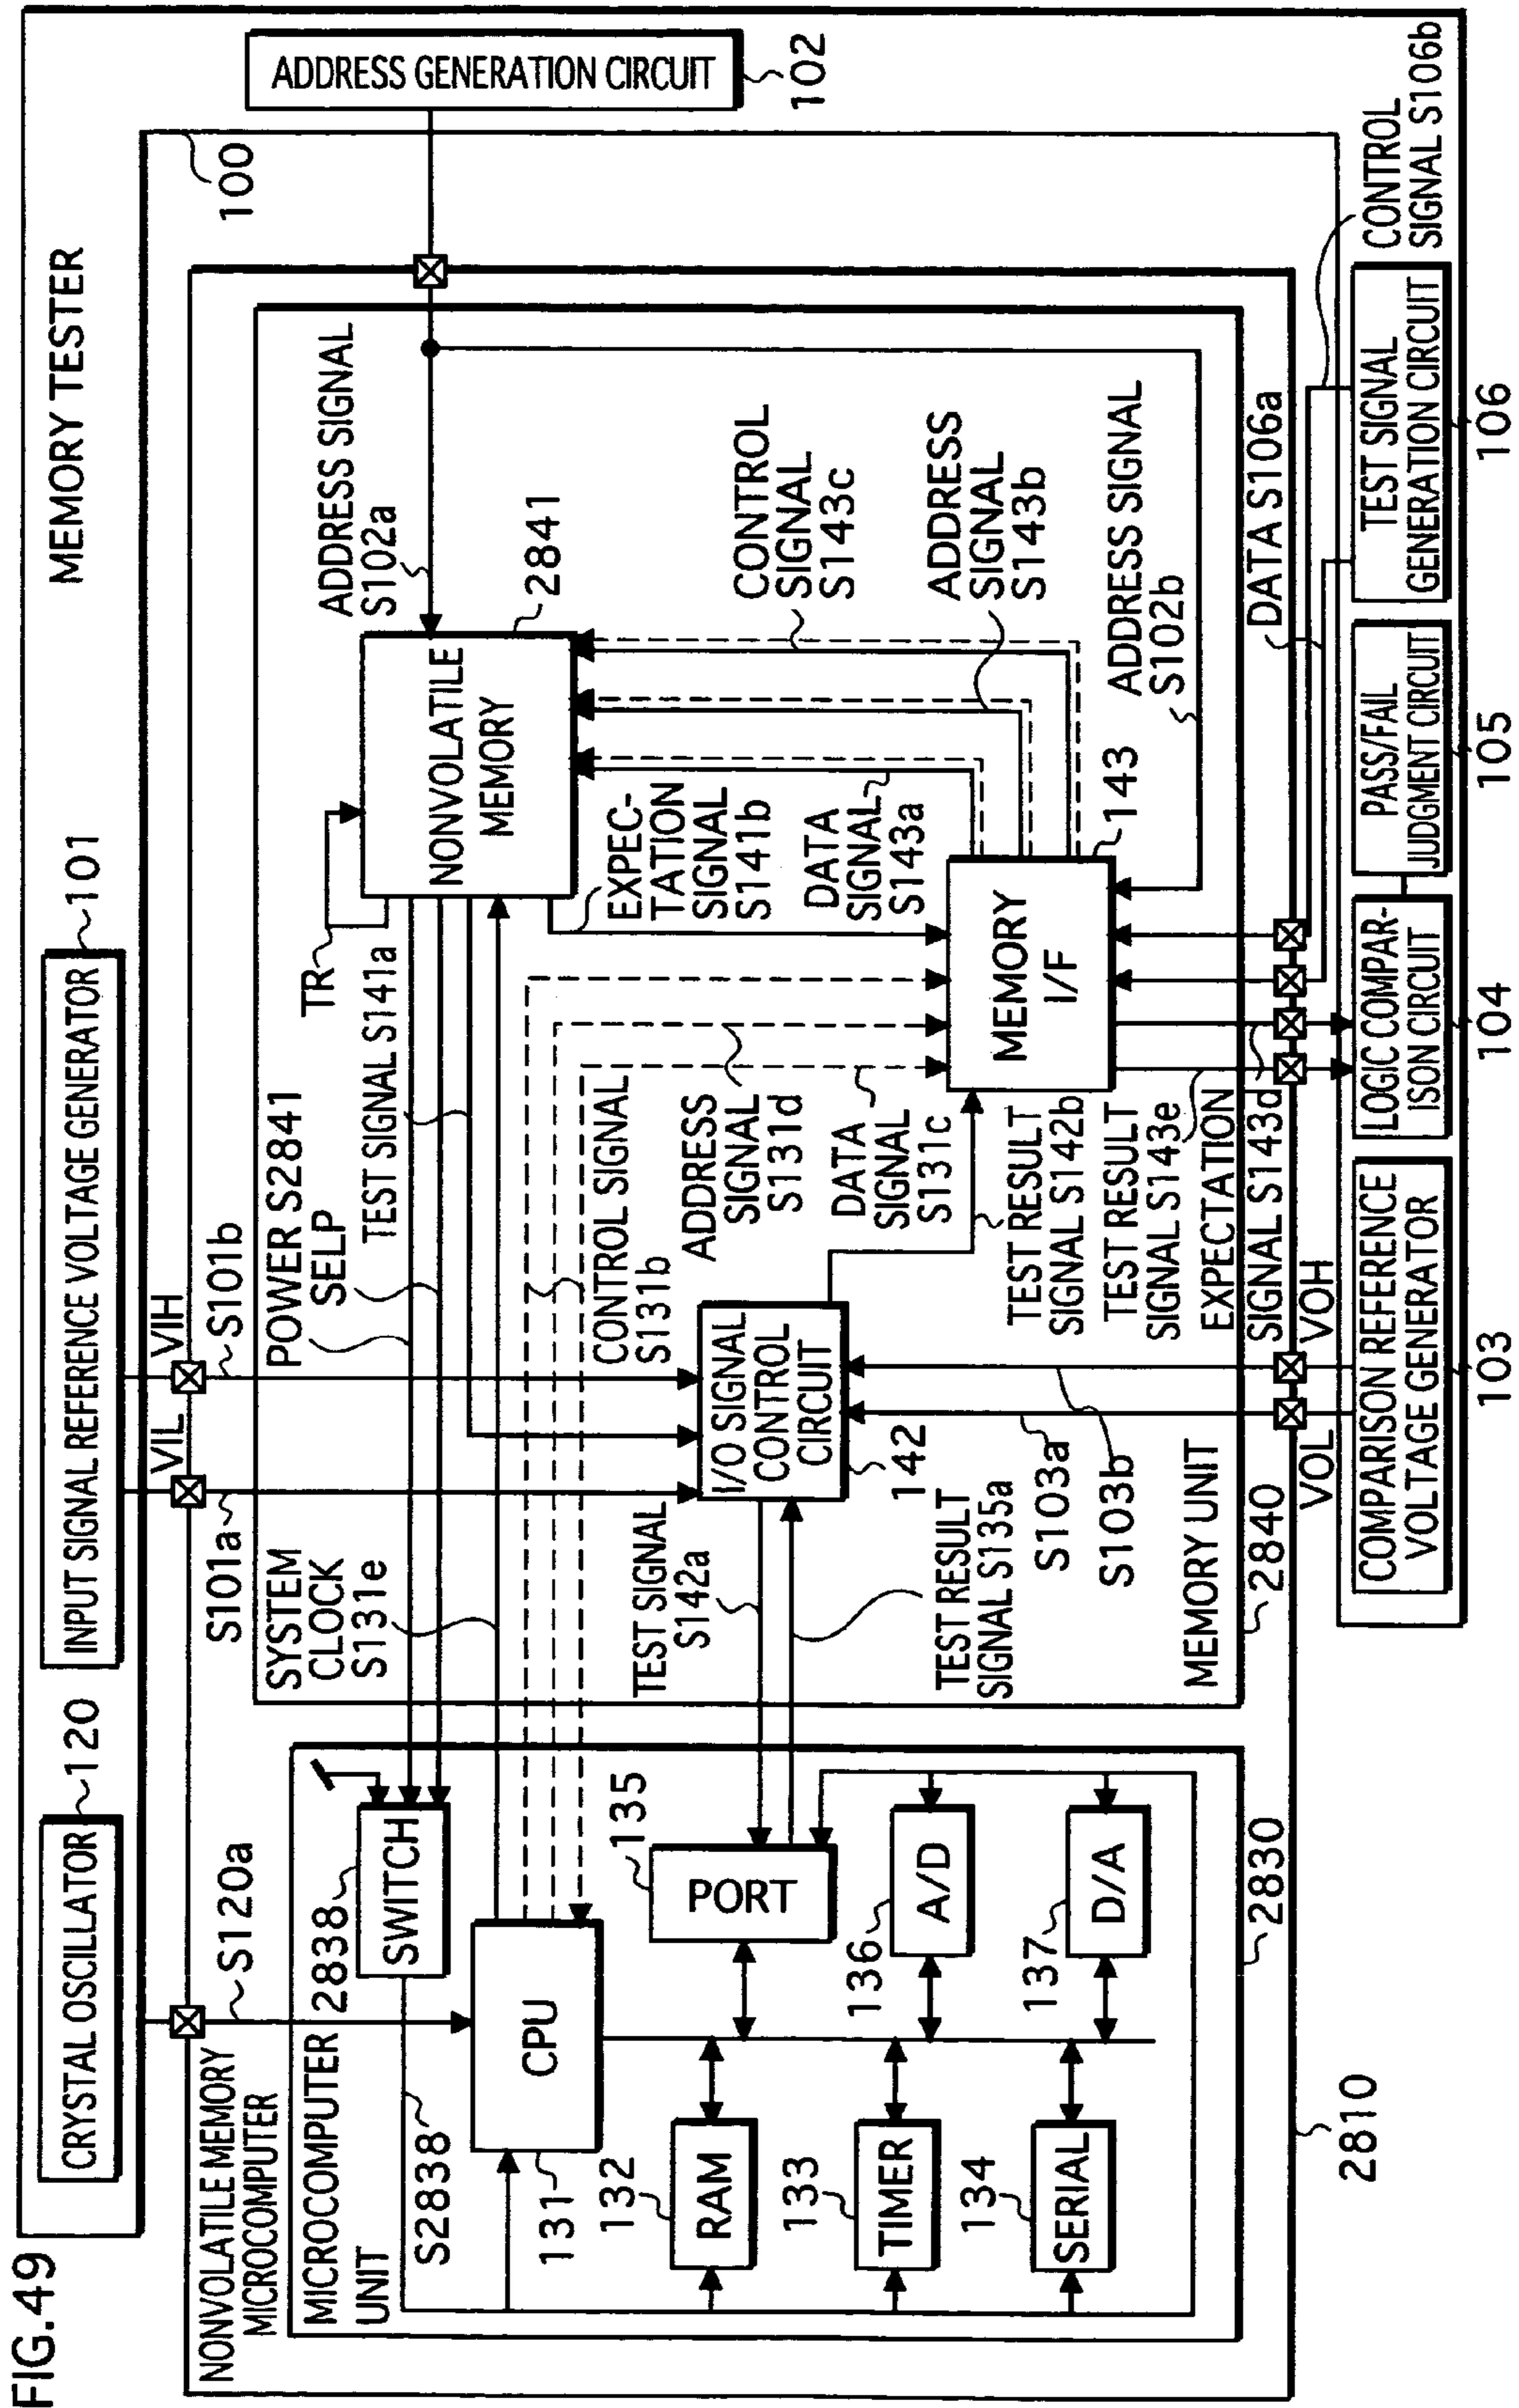 FIG.49
MEMORY TESTER
CRYSTAL OSCILLATOR
120
INPUT SIGNAL REFERENCE VOLTAGE GENERATOR
101
ADDRESS GENERATION CIRCUIT
102
100
NONVOLATILE MEMORY
MICROCOMPUTER
S120a
S101a
VIL
VIH
S101b
MICROCOMPUTER
UNIT
2838
SWITCH
S2838
SYSTEM
CLOCK
S131e
POWER S2841
SELP
TR
TEST SIGNAL S141a
ADDRESS SIGNAL
S102a
NONVOLATILE
MEMORY
2841
CPU
131
CONTROL SIGNAL
S131b
EXPEC-
TATION
SIGNAL
S141b
ADDRESS
SIGNAL
S131d
DATA
SIGNAL
S143a
CONTROL
SIGNAL
S143c
ADDRESS
SIGNAL
S143b
DATA
SIGNAL
S131c
ADDRESS SIGNAL
S102b
132
RAM
133
TIMER
134
SERIAL
135
PORT
136
A/D
137
D/A
TEST SIGNAL
S142a
I/O SIGNAL
CONTROL
CIRCUIT
142
TEST RESULT
SIGNAL S135a
MEMORY
I/F
143
TEST RESULT
SIGNAL S142b
TEST RESULT
SIGNAL S143e
EXPECTATION
SIGNAL S143d
S103a
S103b
MEMORY UNIT
2840
2830
2810
VOL
VOH
DATA S106a
CONTROL
SIGNAL S106b
COMPARISON REFERENCE
VOLTAGE GENERATOR
103
LOGIC COMPAR-
ISON CIRCUIT
104
PASS/FAIL
JUDGMENT CIRCUIT
105
TEST SIGNAL
GENERATION CIRCUIT
106